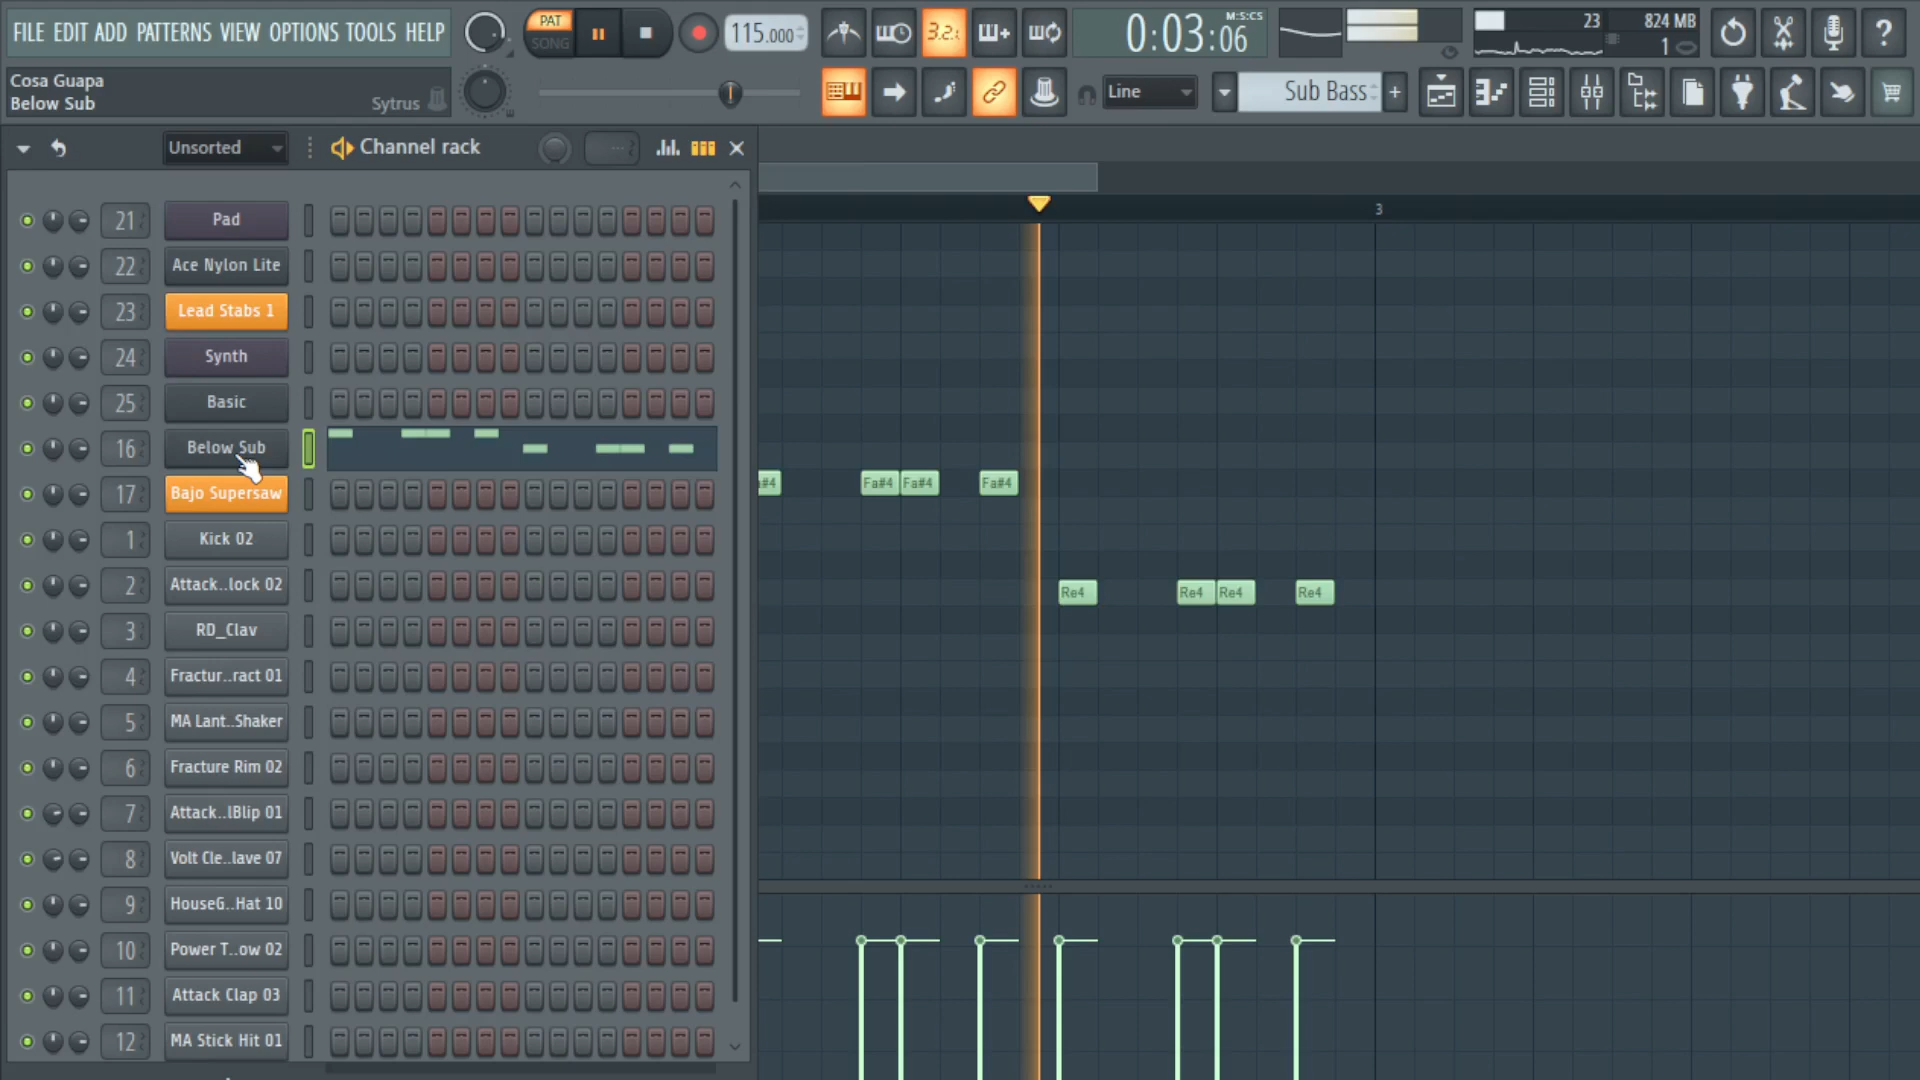 FILE EDIT ADD PATTERNS VIEW OPTIONS TOOLS HELP
PAT
SONG
115.000
3.2
0:03:06
M:S:CS
23
824 MB
1
Cosa Guapa
Below Sub
Sytrus
Line
Sub Bass
Unsorted
Channel rack
3
21 Pad
22 Ace Nylon Lite
23 Lead Stabs 1
24 Synth
25 Basic
16 Below Sub
17 Bajo Supersaw
1 Kick 02
2 Attack..lock 02
3 RD_Clav
4 Fractur..ract 01
5 MA Lant..Shaker
6 Fracture Rim 02
7 Attack..lBlip 01
8 Volt Cle..lave 07
9 HouseG..Hat 10
10 Power T..ow 02
11 Attack Clap 03
12 MA Stick Hit 01
a#4 Fa#4 Fa#4 Fa#4
Re4 Re4 Re4 Re4